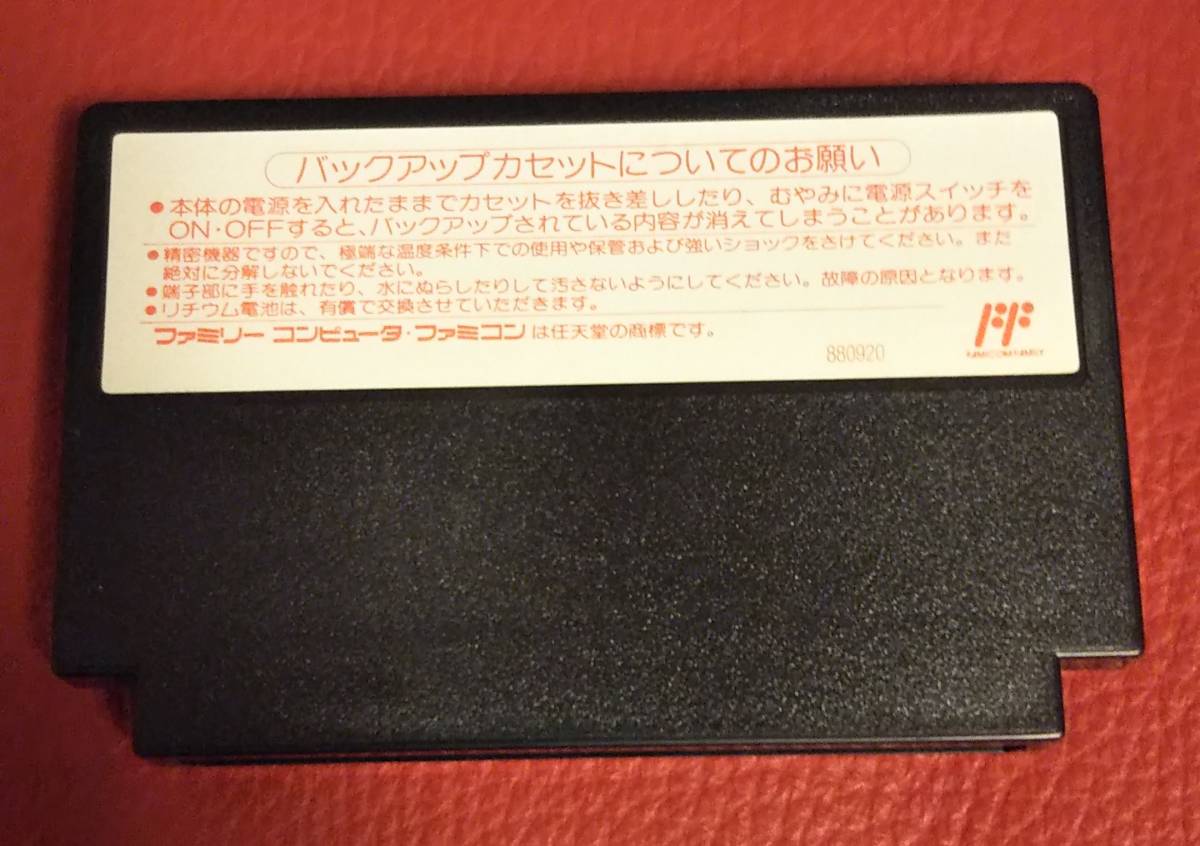 バックアップカセットについてのお願い
●本体の電源を入れたままでカセットを抜き差ししたり、むやみに電源スイッチを
ON・OFFすると、バックアップされている内容が消えてしまうことがあります。
●精密機器ですので、極端な温度条件下での使用や保管および強いショックをさけてください。また
絶対に分解しないでください。
●端子部に手を触れたり、水にぬらしたりして汚さないようにしてください。故障の原因となります。
●リチウム電池は、有償で交換させていただきます。
ファミリー コンピュータ・ファミコン は任天堂の商標です。
880920
FF
FAMICOM FAMILY